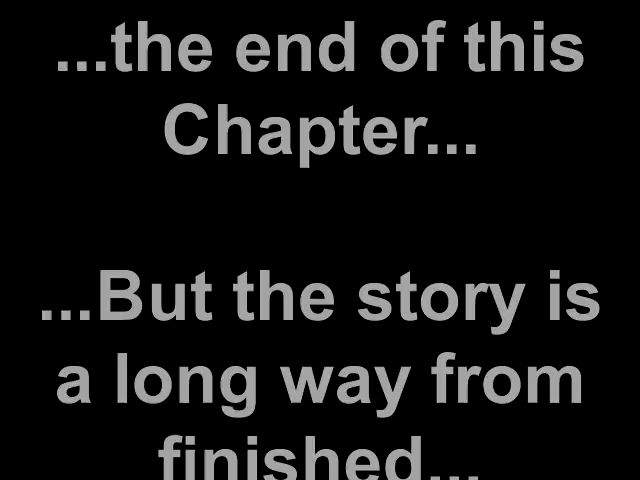 ...the end of this
Chapter...
...But the story is
a long way from
finished...